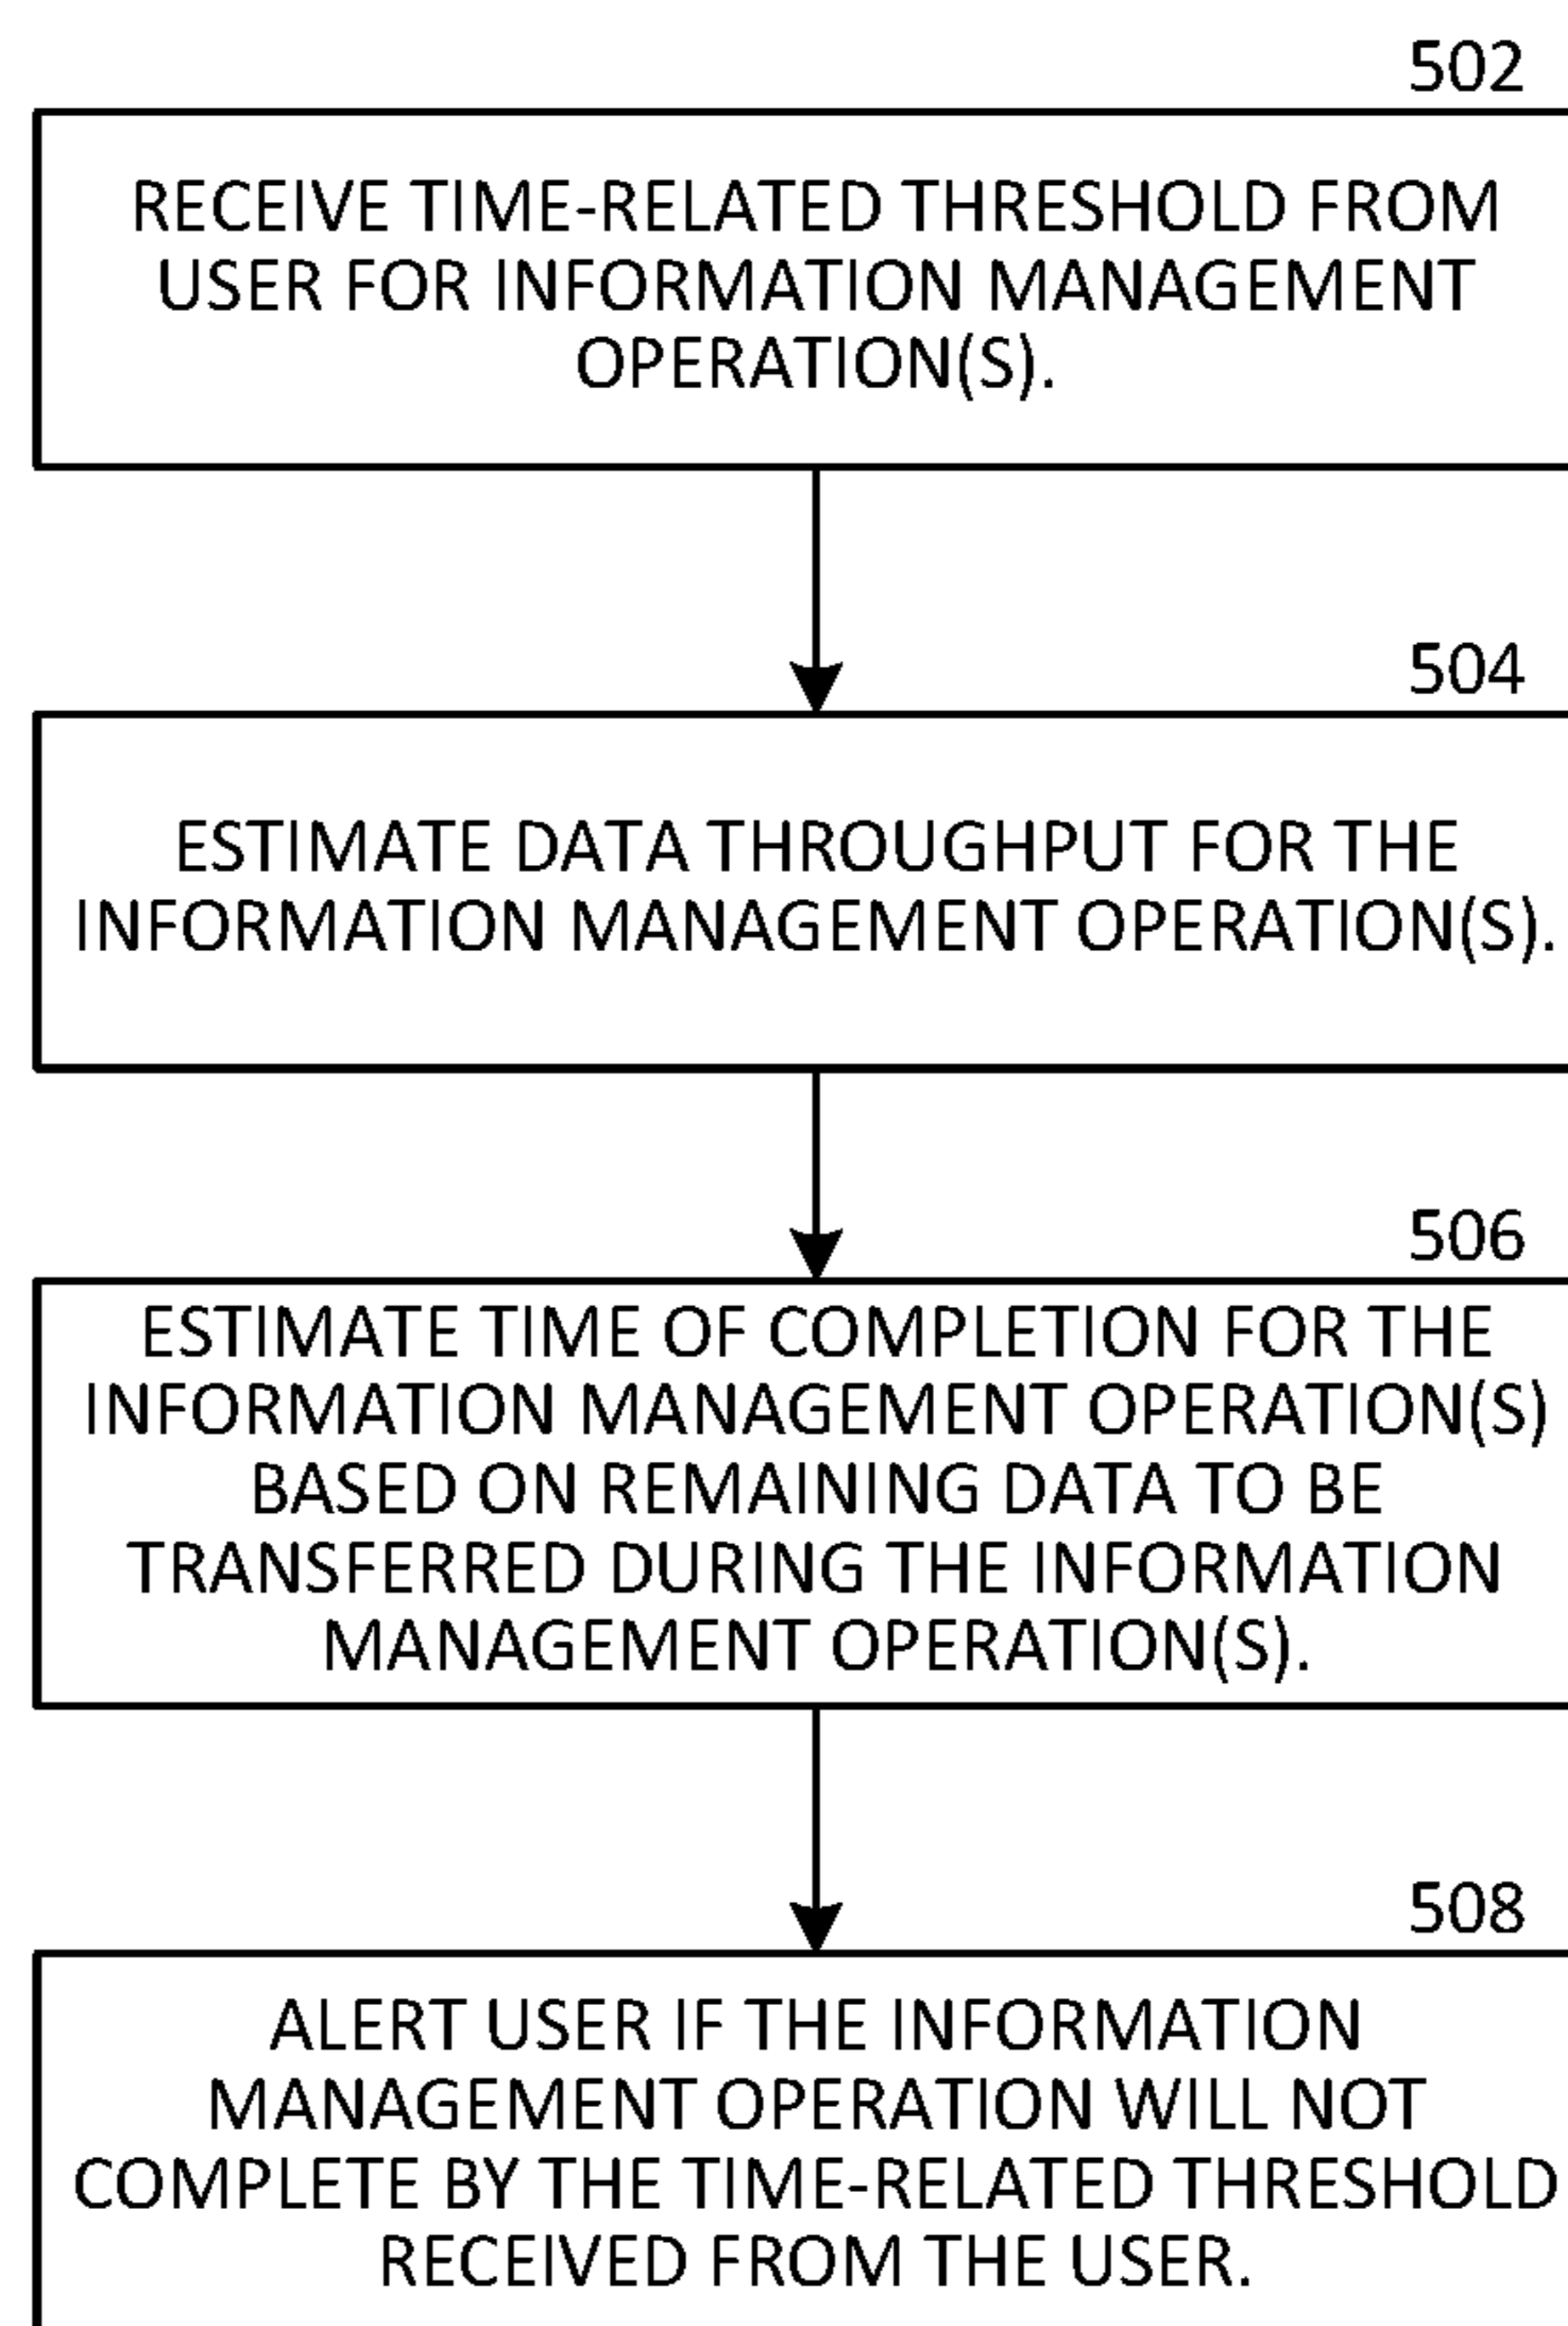 502
RECEIVE TIME-RELATED THRESHOLD FROM
USER FOR INFORMATION MANAGEMENT
OPERATION(S).
504
ESTIMATE DATA THROUGHPUT FOR THE
INFORMATION MANAGEMENT OPERATION(S).
506
ESTIMATE TIME OF COMPLETION FOR THE
INFORMATION MANAGEMENT OPERATION(S)
BASED ON REMAINING DATA TO BE
TRANSFERRED DURING THE INFORMATION
MANAGEMENT OPERATION(S).
508
ALERT USER IF THE INFORMATION
MANAGEMENT OPERATION WILL NOT
COMPLETE BY THE TIME-RELATED THRESHOLD
RECEIVED FROM THE USER.